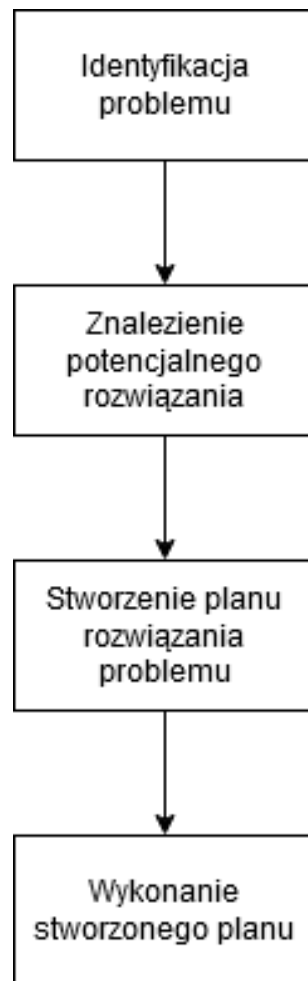 Identyfikacja
problemu
Znalezienie
potencjalnego
rozwiązania
Stworzenie planu
rozwiązania
problemu
Wykonanie
stworzonego planu